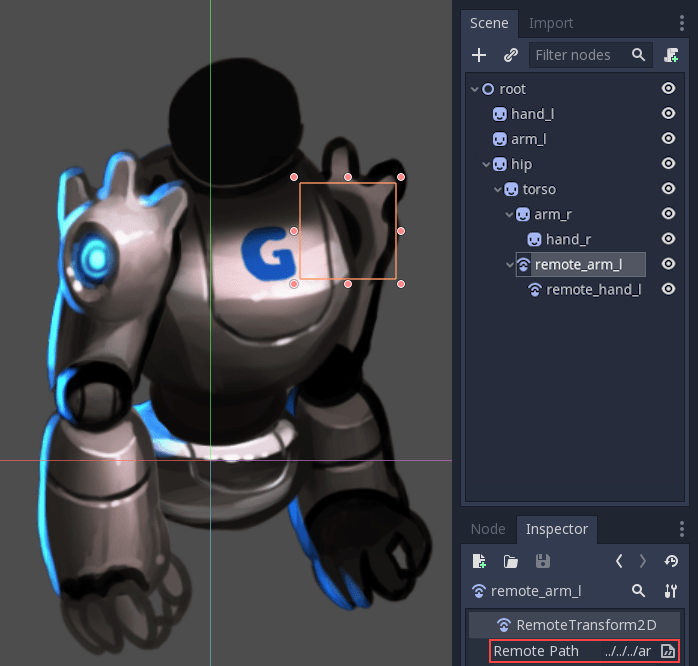 G
Scene
Import
Filter nodes
root
hand_l
arm_l
hip
torso
arm_r
hand_r
remote_arm_l
remote_hand_l
Node
Inspector
remote_arm_l
RemoteTransform2D
Remote Path ../../../ar